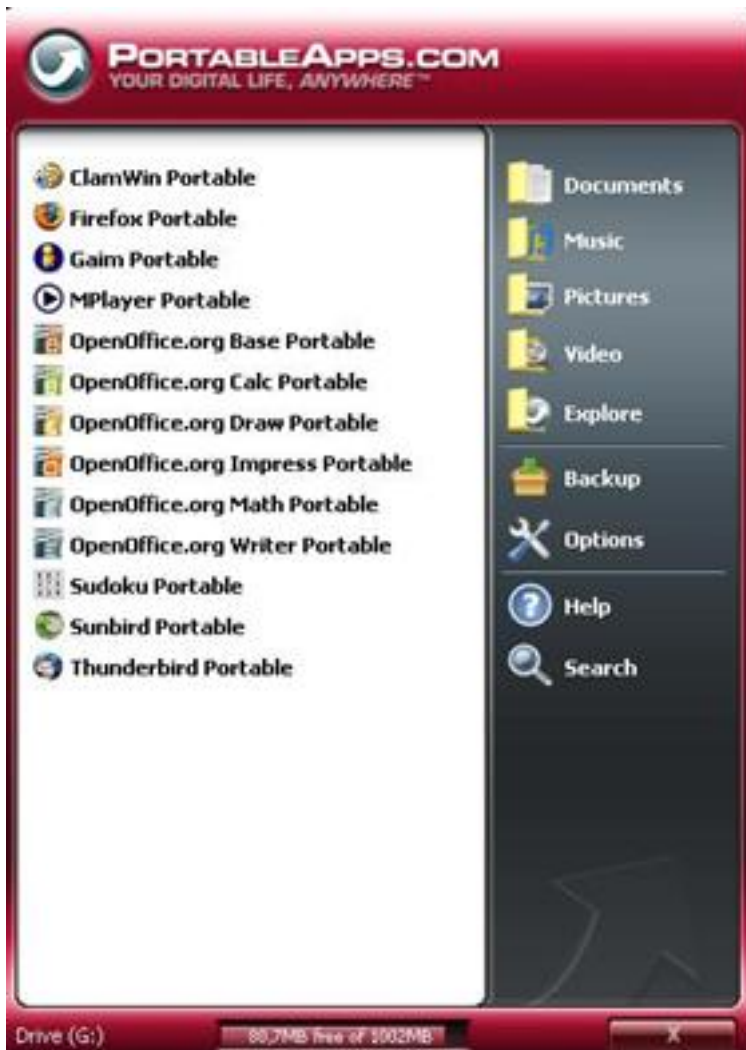 PORTABLEAPPS.COM
YOUR DIGITAL LIFE, ANYWHERE™
ClamWin Portable
Firefox Portable
Gaim Portable
MPlayer Portable
OpenOffice.org Base Portable
OpenOffice.org Calc Portable
OpenOffice.org Draw Portable
OpenOffice.org Impress Portable
OpenOffice.org Math Portable
OpenOffice.org Writer Portable
Sudoku Portable
Sunbird Portable
Thunderbird Portable
Documents
Music
Pictures
Video
Explore
Backup
Options
Help
Search
Drive (G:)
80,7MB free of 1002MB
X